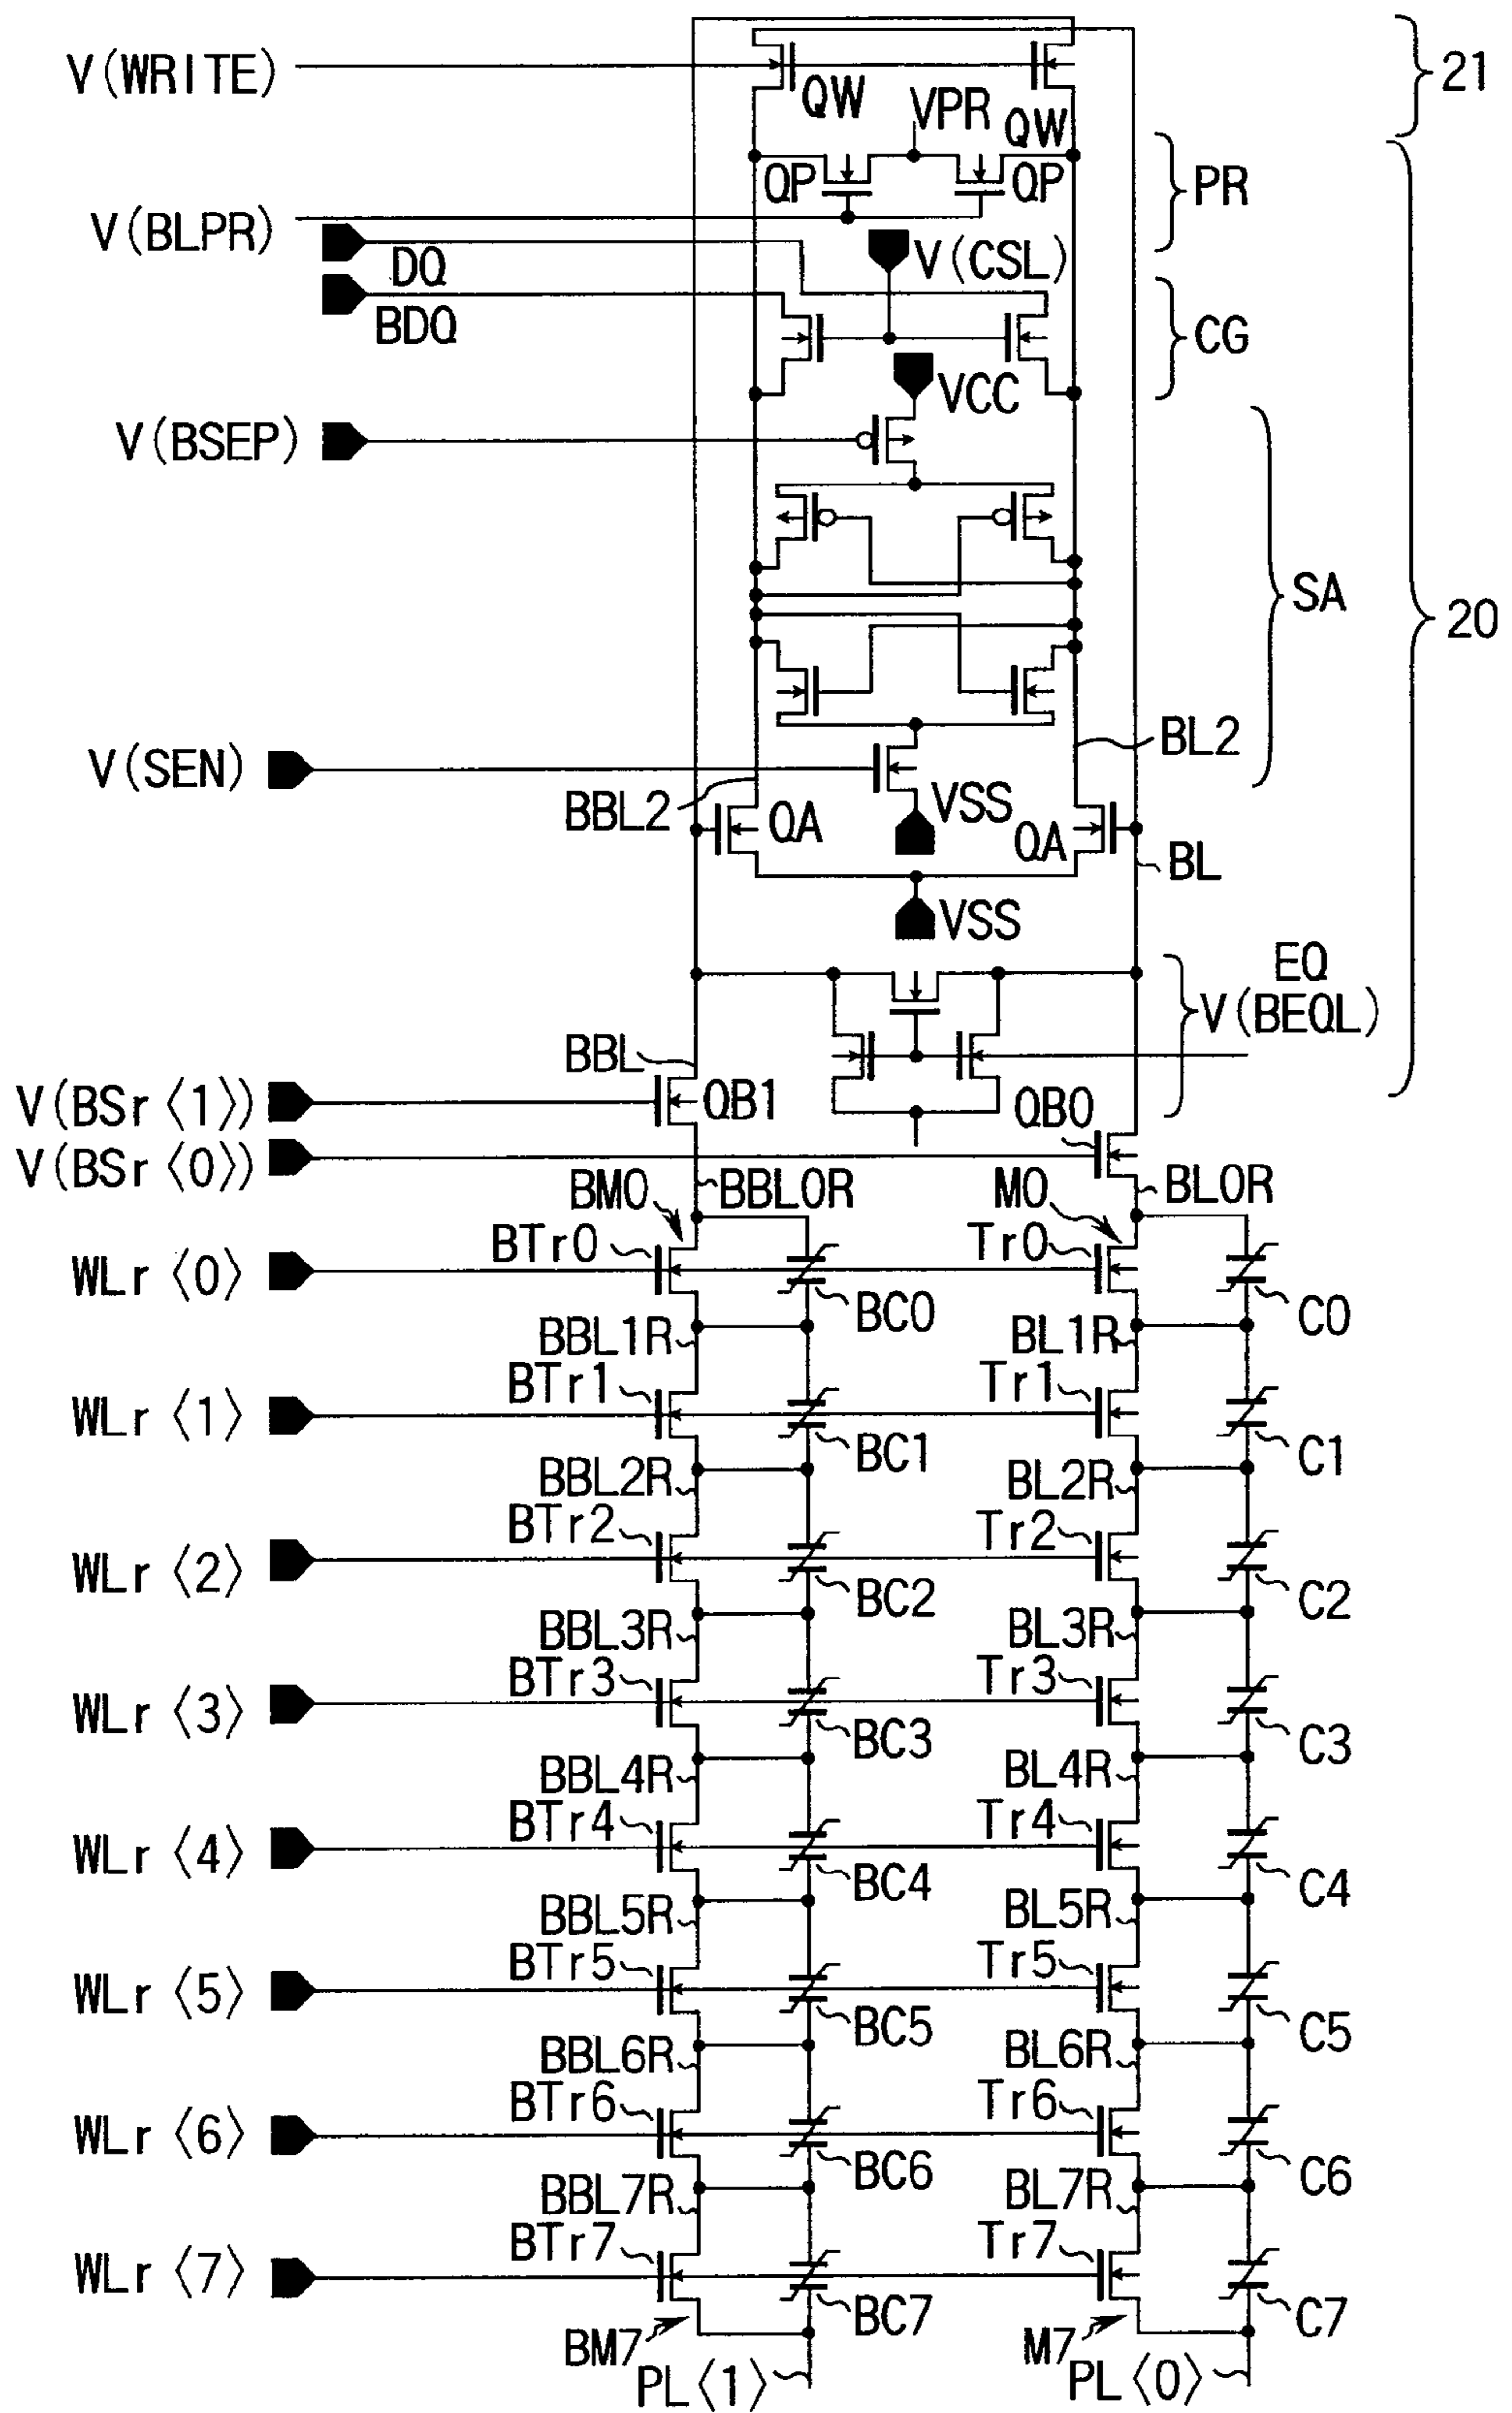 V(WRITE)
21
QW
VPR
QW
QP
QP
PR
V(BLPR)
DQ
V(CSL)
BDQ
CG
VCC
V(BSEP)
SA
20
BL2
V(SEN)
BBL2
QA
VSS
QA
BL
VSS
EQ
V(BEQL)
BBL
V(BSr⟨1⟩)
QB1
QB0
V(BSr⟨0⟩)
BM0
BBL0R
M0
BL0R
BTr0
Tr0
WLr⟨0⟩
BC0
C0
BBL1R
BL1R
BTr1
Tr1
WLr⟨1⟩
BC1
C1
BBL2R
BL2R
BTr2
Tr2
WLr⟨2⟩
BC2
C2
BBL3R
BL3R
BTr3
Tr3
WLr⟨3⟩
BC3
C3
BBL4R
BL4R
BTr4
Tr4
WLr⟨4⟩
BC4
C4
BBL5R
BL5R
BTr5
Tr5
WLr⟨5⟩
BC5
C5
BBL6R
BL6R
BTr6
Tr6
WLr⟨6⟩
BC6
C6
BBL7R
BL7R
BTr7
Tr7
WLr⟨7⟩
BC7
C7
BM7
M7
PL⟨1⟩
PL⟨0⟩